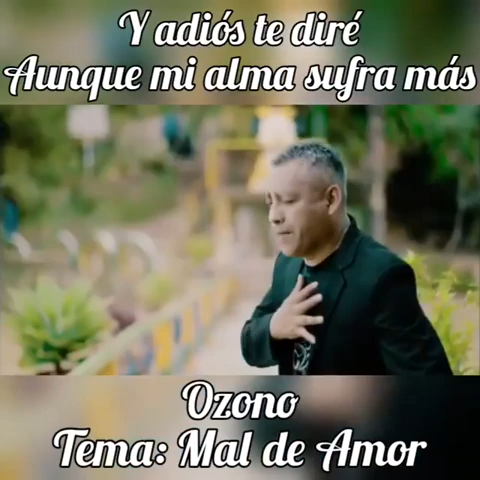 Y adiós te diré
Aunque mi alma sufra más
Ozono
Tema: Mal de Amor